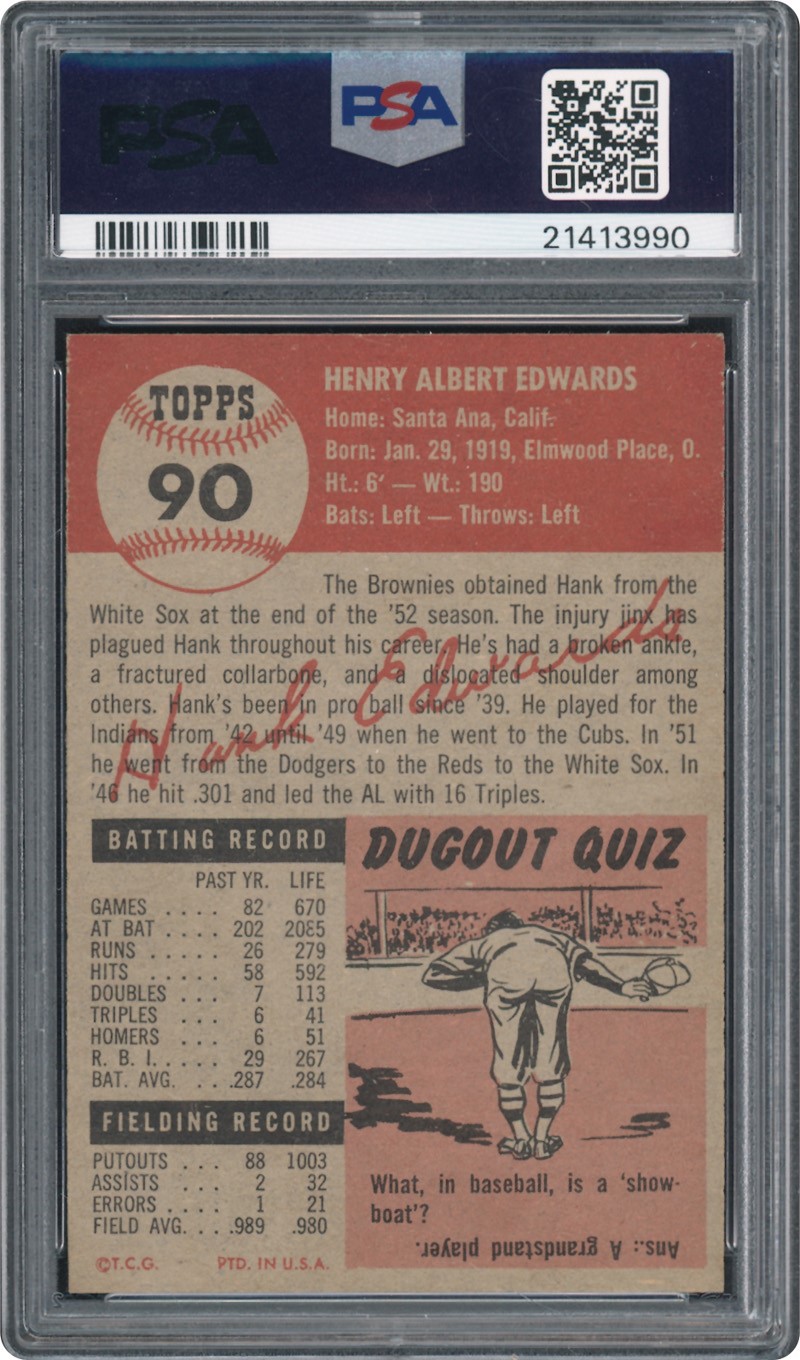 PSA
PSA
21413990
TOPPS
90
HENRY ALBERT EDWARDS
Home: Santa Ana, Calif.
Born: Jan. 29, 1919, Elmwood Place, O.
Ht.: 6' — Wt.: 190
Bats: Left — Throws: Left
The Brownies obtained Hank from the
White Sox at the end of the '52 season. The injury jinx has
plagued Hank throughout his career. He's had a broken ankle,
a fractured collarbone, and a dislocated shoulder among
others. Hank's been in pro ball since '39. He played for the
Indians from '42 until '49 when he went to the Cubs. In '51
he went from the Dodgers to the Reds to the White Sox. In
'46 he hit .301 and led the AL with 16 Triples.
Hank Edwards
BATTING RECORD
PAST YR. LIFE
GAMES .... 82 670
AT BAT .... 202 2085
RUNS ..... 26 279
HITS ..... 58 592
DOUBLES ... 7 113
TRIPLES ... 6 41
HOMERS ... 6 51
R. B. I. .... 29 267
BAT. AVG. ... .287 .284
FIELDING RECORD
PUTOUTS ... 88 1003
ASSISTS ... 2 32
ERRORS .... 1 21
FIELD AVG. ... .989 .980
©T.C.G. PTD. IN U.S.A.
DUGOUT QUIZ
What, in baseball, is a 'show-
boat'?
Ans.: A grandstand player.